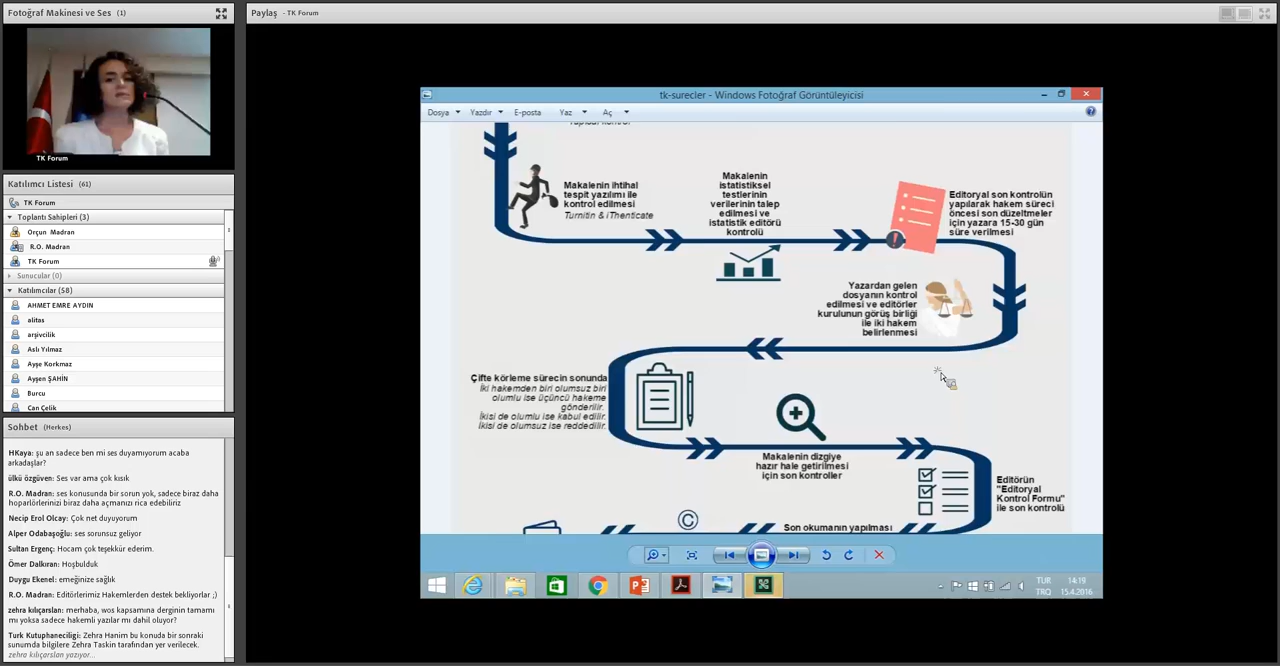 Fotoğraf Makinesi ve Ses (1)
TK Forum
Katılımcı Listesi (61)
TK Forum
Toplantı Sahipleri (3)
Orçun Madran
R.O. Madran
TK Forum
Sunucular (0)
Katılımcılar (58)
AHMET EMRE AYDIN
alitas
arşivcilik
Aslı Yılmaz
Ayşe Korkmaz
Ayşen ŞAHİN
Burcu
Can Çelik
Sohbet (Herkes)
HKaya: şu an sadece ben mi ses duyamıyorum acaba
arkadaşlar?
ülkü özgüven: Ses var ama çok kısık
R.O. Madran: ses konusunda bir sorun yok, sadece biraz daha
hoparlörlerinizi biraz daha açmanızı rica edebiliriz
Necip Erol Olcay: Çok net duyuyorum
Alper Odabaşoğlu: ses sorunsuz geliyor
Sultan Ergenç: Hocam çok teşekkür ederim.
Ömer Dalkıran: Hoşbulduk
Duygu Ekenel: emeğinize sağlık
R.O. Madran: Editörlerimiz Hakemlerden destek bekliyorlar ;)
zehra kılıçarslan: merhaba, wos kapsamına derginin tamamı
mı yoksa sadece hakemli yazılar mı dahil oluyor?
Turk Kutuphaneciligi: Zehra Hanim bu konuda bir sonraki
sunumda bilgilere Zehra Taskin tarafından yer verilecek.
zehra kılıçarslan yazıyor...
Paylaş - TK Forum
tk-surecler - Windows Fotoğraf Görüntüleyicisi
Dosya Yazdır E-posta Yaz Aç
Makalenin ihtihal
tespit yazılımı ile
kontrol edilmesi
Turnitin & iThenticate
Makalenin
istatistiksel
testlerinin
verilerinin talep
edilmesi ve
istatistik editörü
kontrolü
Editoryal son kontrolün
yapılarak hakem süreci
öncesi son düzeltmeler
için yazara 15-30 gün
süre verilmesi
Yazardan gelen
dosyanın kontrol
edilmesi ve editörler
kurulunun görüş birliği
ile iki hakem
belirlenmesi
Çifte körleme sürecin sonunda
İki hakemden biri olumsuz biri
olumlu ise üçüncü hakeme
gönderilir.
İkisi de olumlu ise kabul edilir.
İkisi de olumsuz ise reddedilir.
Makalenin dizgiye
hazır hale getirilmesi
için son kontroller
Editörün
"Editoryal
Kontrol Formu"
ile son kontrolü
©
Son okumanın yapılması
TUR
TRQ
14:19
15.4.2016